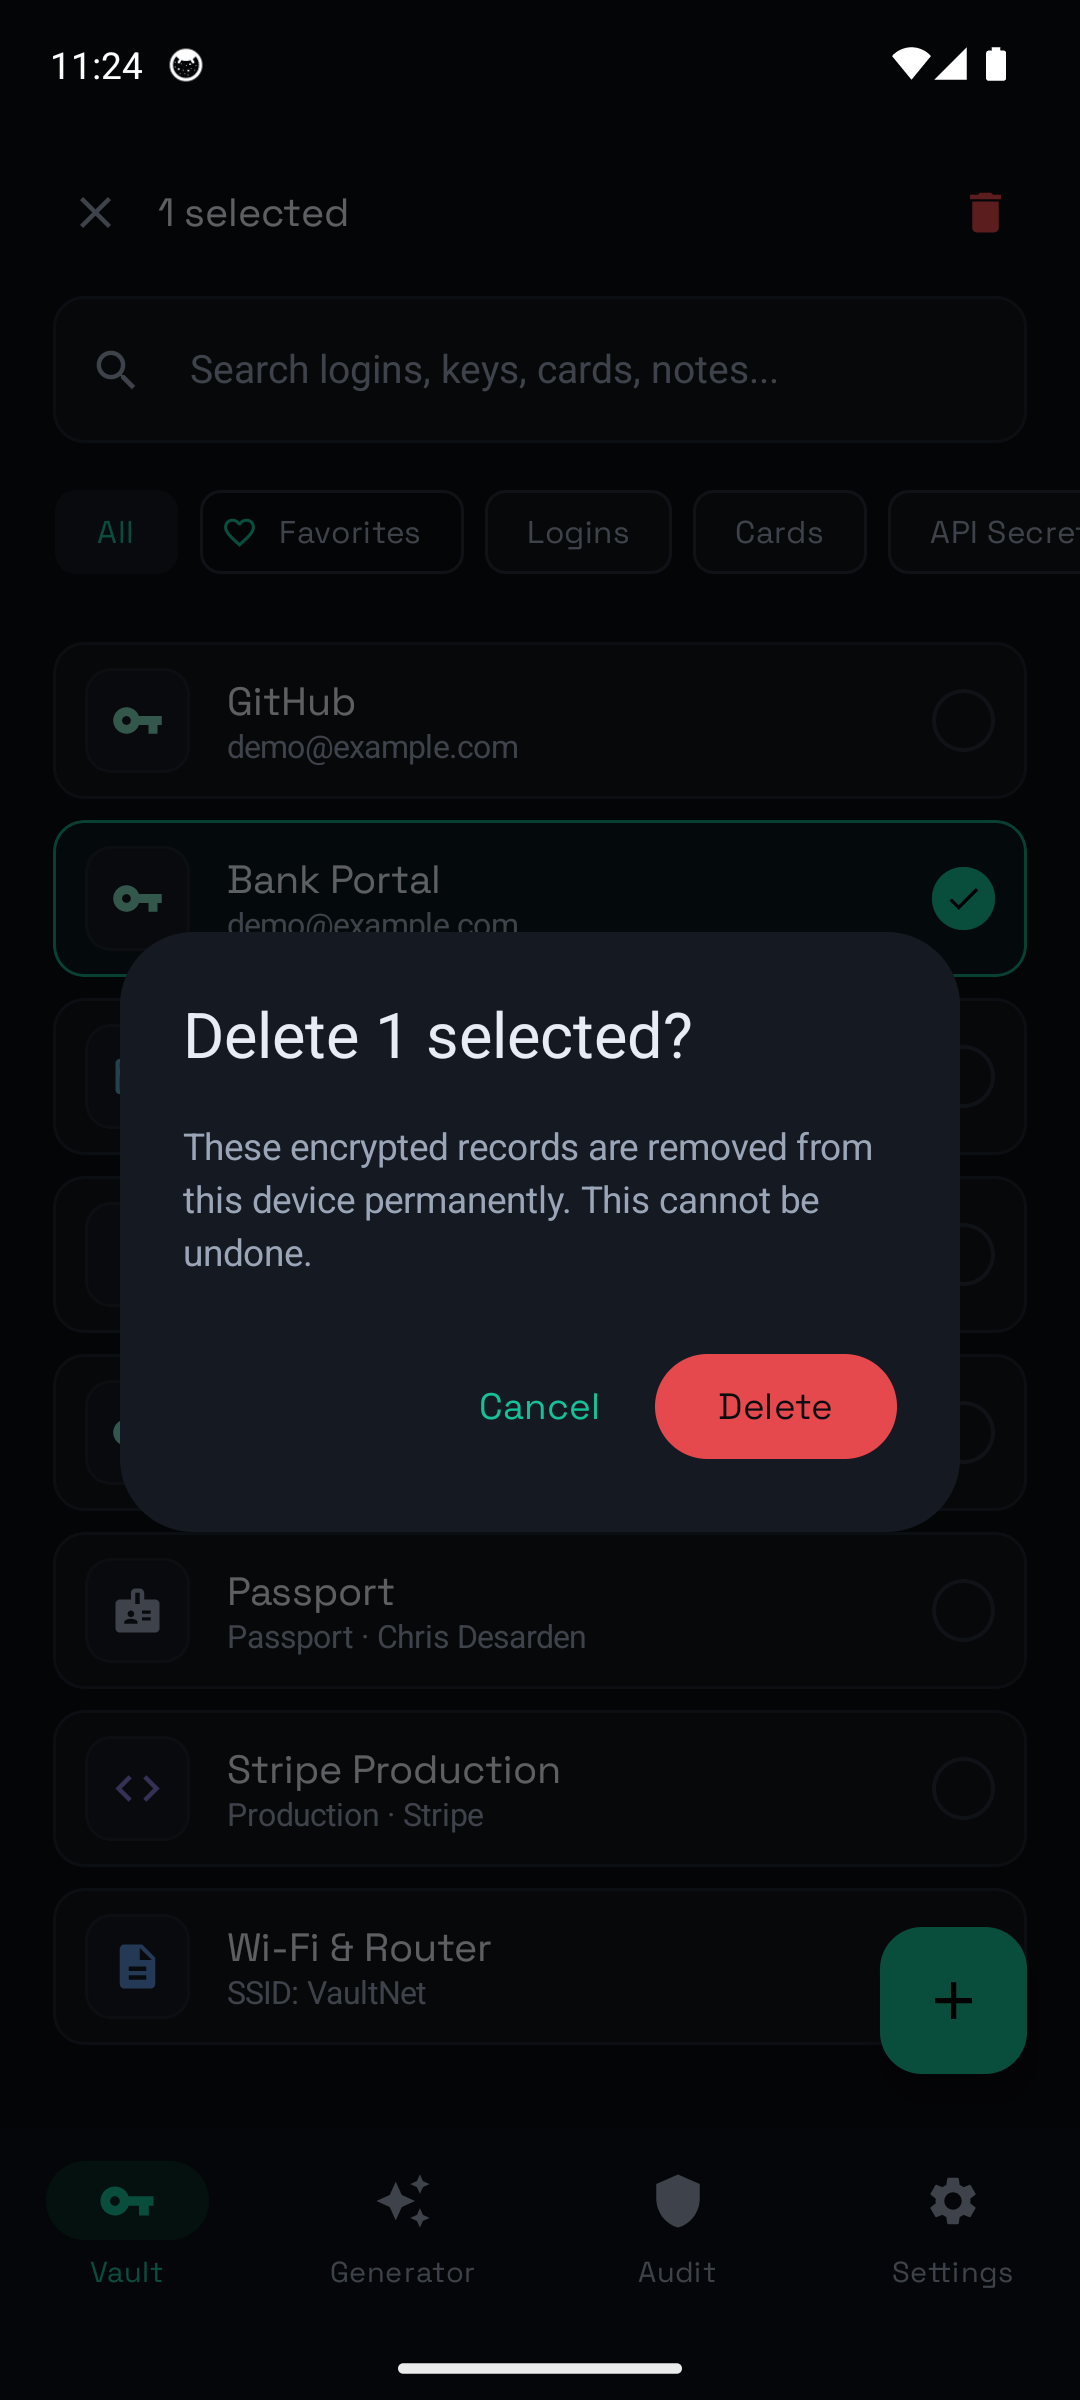 11:24
1 selected
Search logins, keys, cards, notes...
All
Favorites
Logins
Cards
API Secret
GitHub
demo@example.com
Bank Portal
demo@example.com
Delete 1 selected?
These encrypted records are removed from
this device permanently. This cannot be
undone.
Cancel
Delete
Passport
Passport · Chris Desarden
Stripe Production
Production · Stripe
Wi-Fi & Router
SSID: VaultNet
Vault
Generator
Audit
Settings